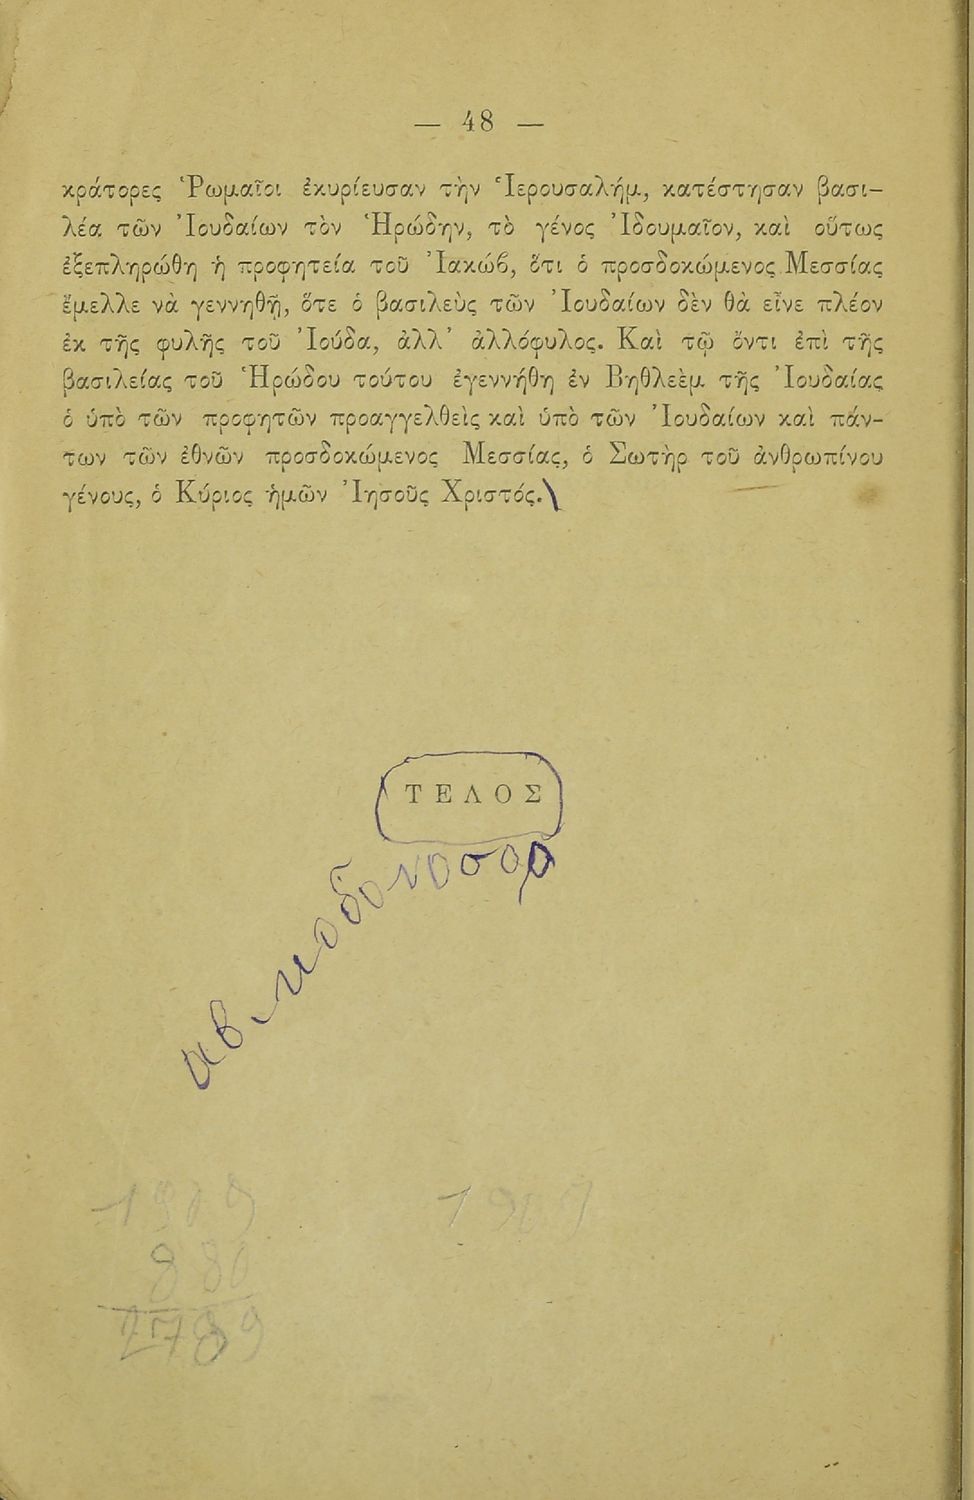 — 48 —
κράτορες Ῥωμαῖοι ἐκυρίευσαν τὴν Ἱερουσαλήμ, κατέστησαν βασι-
λέα τῶν Ἰουδαίων τὸν Ἡρώδην, τὸ γένος Ἰδουμαῖον, καὶ οὕτως
ἐξεπληρώθη ἡ προφητεία τοῦ Ἰακώϐ, ὅτι ὁ προσδοκώμενος Μεσσίας
ἔμελλε νὰ γεννηθῇ, ὅτε ὁ βασιλεὺς τῶν Ἰουδαίων δὲν θὰ εἶνε πλέον
ἐκ τῆς φυλῆς τοῦ Ἰούδα, ἀλλ’ ἀλλόφυλος. Καὶ τῷ ὄντι ἐπὶ τῆς
βασιλείας τοῦ Ἡρώδου τούτου ἐγεννήθη ἐν Βηθλεὲμ τῆς Ἰουδαίας
ὁ ὑπὸ τῶν προφητῶν προαγγελθεὶς καὶ ὑπὸ τῶν Ἰουδαίων καὶ πάν-
των τῶν ἐθνῶν προσδοκώμενος Μεσσίας, ὁ Σωτὴρ τοῦ ἀνθρωπίνου
γένους, ὁ Κύριος ἡμῶν Ἰησοῦς Χριστός.
ΤΕΛΟΣ
1909 1909
880
2789